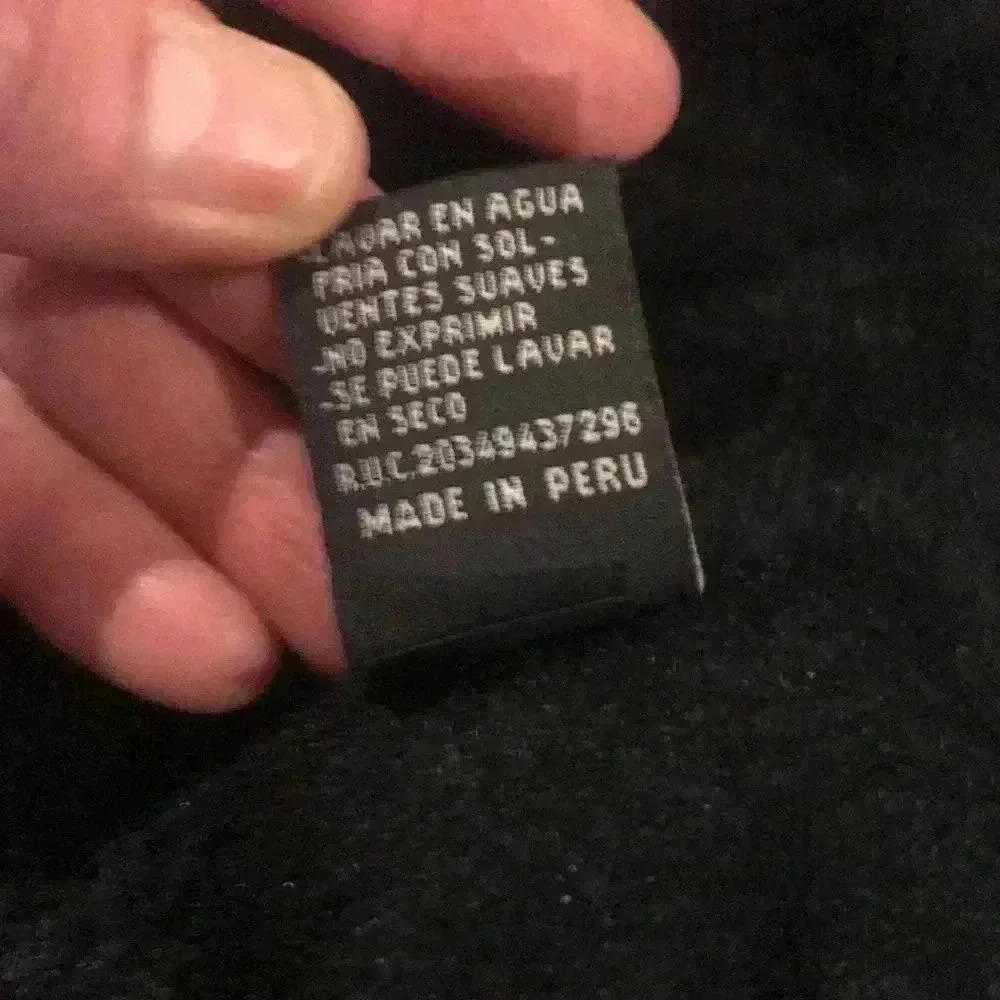 -LAVAR EN AGUA
FRIA CON SOL-
VENTES SUAVES
-NO EXPRIMIR
-SE PUEDE LAVAR
EN SECO
R.U.C.20349437296
MADE IN PERU